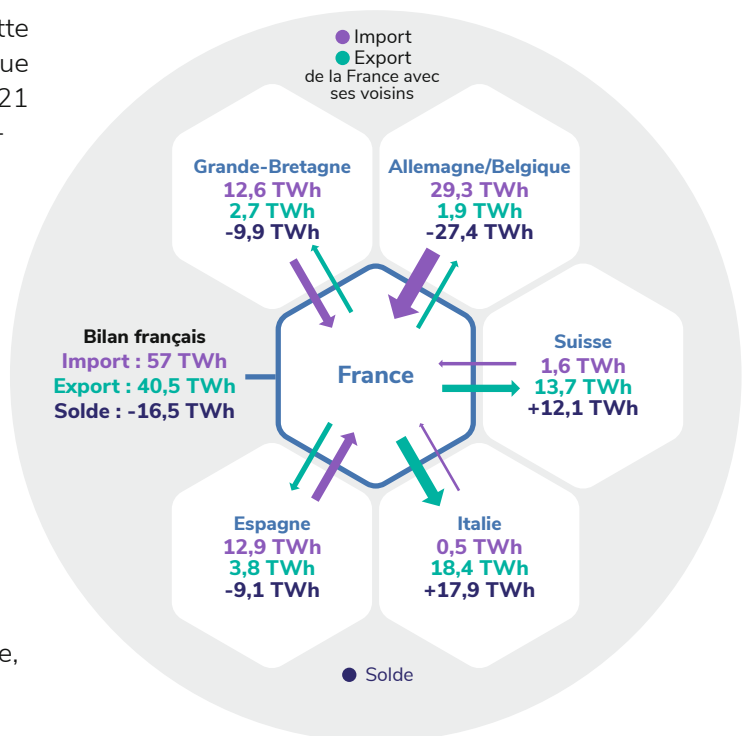 tte
ue
21
Import
Export
de la France avec
ses voisins
Grande-Bretagne
12,6 TWh
2,7 TWh
-9,9 TWh
Allemagne/Belgique
29,3 TWh
1,9 TWh
-27,4 TWh
Bilan français
Import : 57 TWh
Export : 40,5 TWh
Solde : -16,5 TWh
France
Suisse
1,6 TWh
13,7 TWh
+12,1 TWh
Espagne
12,9 TWh
3,8 TWh
-9,1 TWh
Italie
0,5 TWh
18,4 TWh
+17,9 TWh
e,
Solde